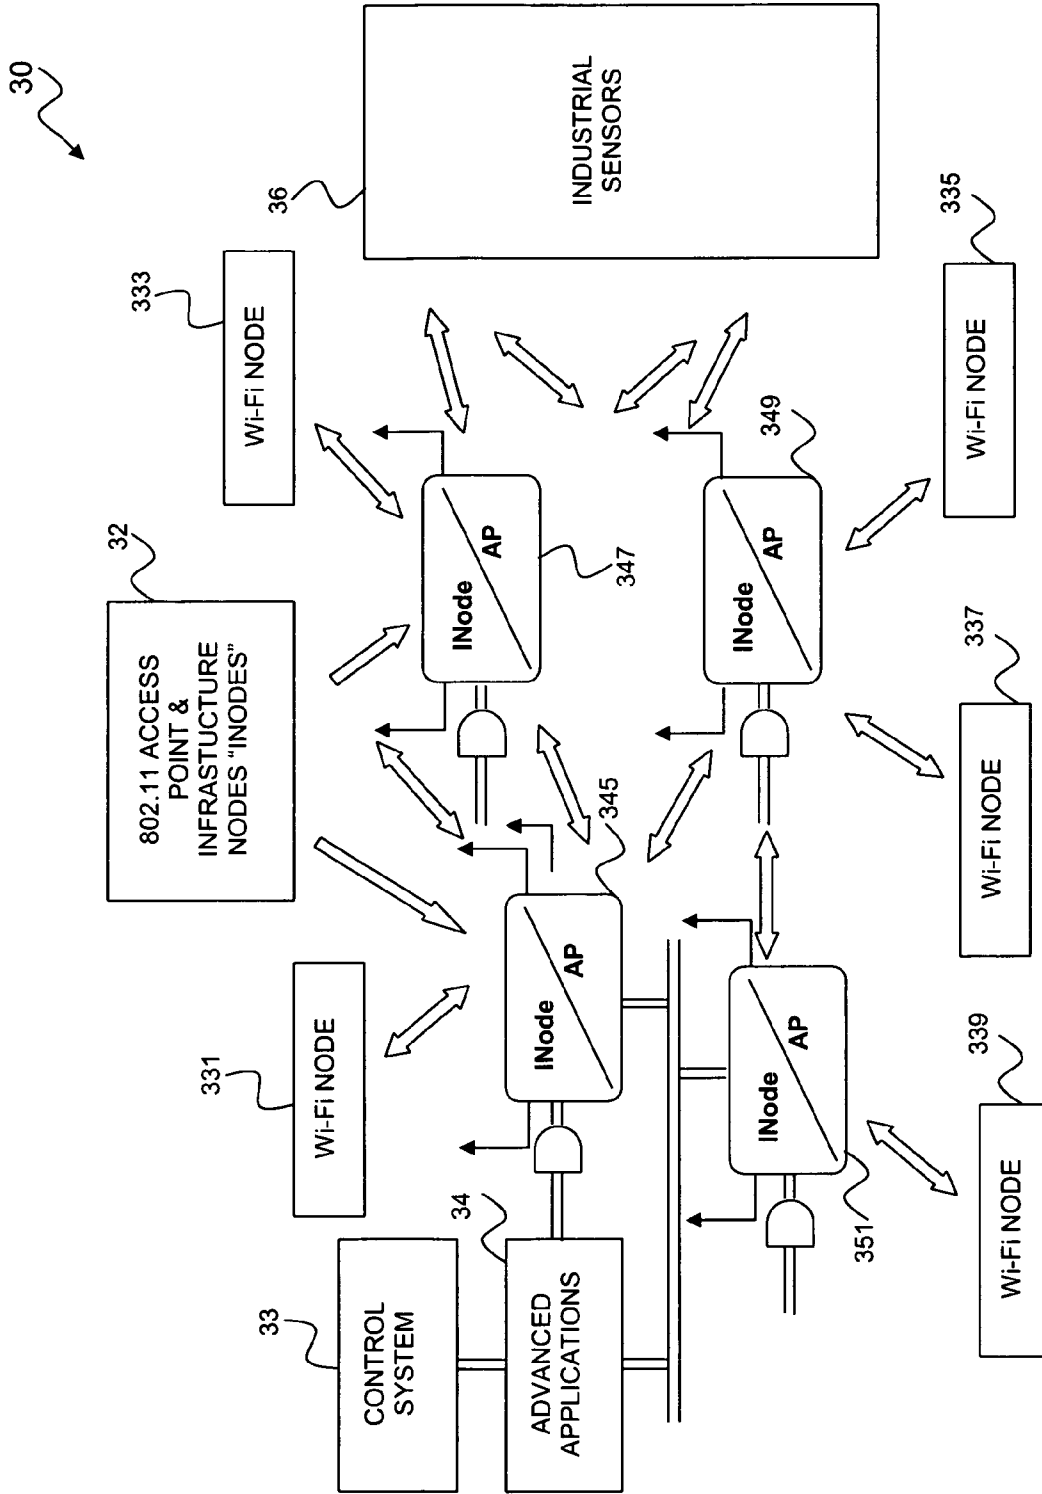 30
32
802.11 ACCESS
POINT &
INFRASTUCTURE
NODES "INODES"
333
Wi-Fi NODE
36
INDUSTRIAL
SENSORS
331
Wi-Fi NODE
33
CONTROL
SYSTEM
34
ADVANCED
APPLICATIONS
INode
AP
345
INode
AP
347
INode
AP
349
INode
AP
351
339
Wi-Fi NODE
337
Wi-Fi NODE
335
Wi-Fi NODE